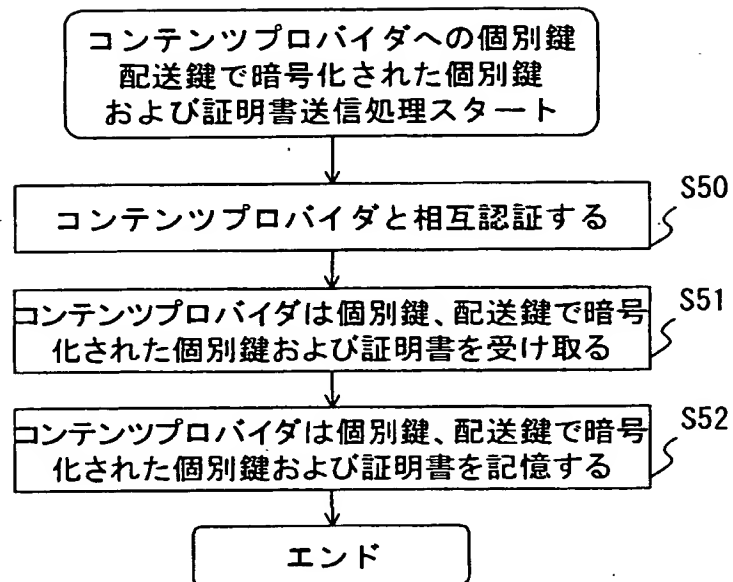 コンテンツプロバイダへの個別鍵
配送鍵で暗号化された個別鍵
および証明書送信処理スタート
コンテンツプロバイダと相互認証する
S50
コンテンツプロバイダは個別鍵、配送鍵で暗号
化された個別鍵および証明書を受け取る
S51
コンテンツプロバイダは個別鍵、配送鍵で暗号
化された個別鍵および証明書を記憶する
S52
エンド